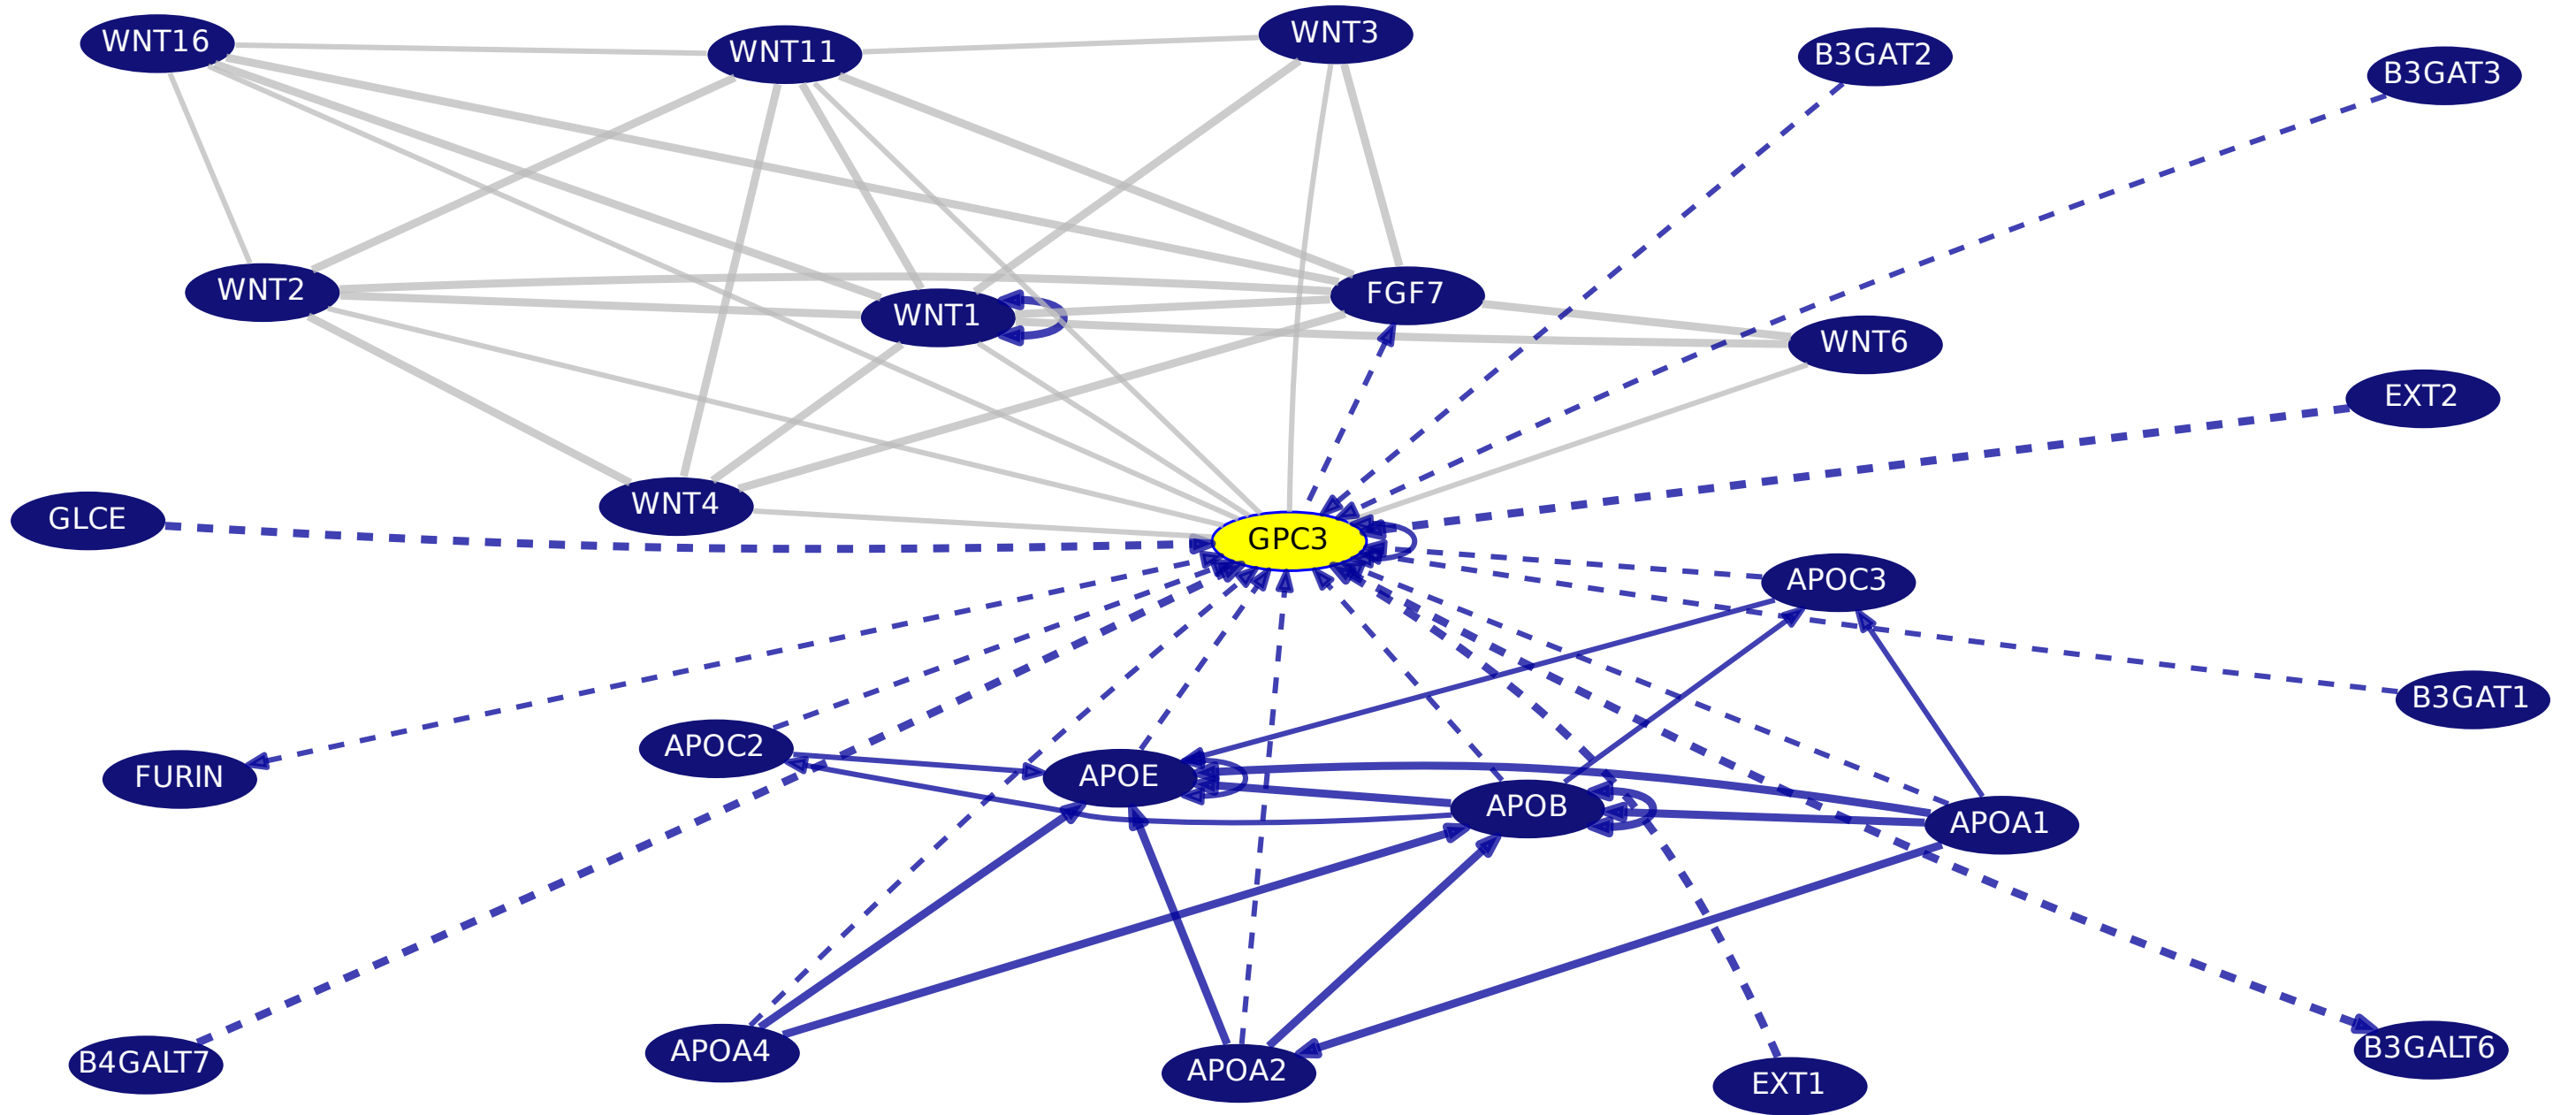 WNT16
WNT11
WNT3
B3GAT2
B3GAT3
WNT2
WNT1
FGF7
WNT6
EXT2
GLCE
WNT4
GPC3
APOC3
B3GAT1
FURIN
APOC2
APOE
APOB
APOA1
B4GALT7
APOA4
APOA2
EXT1
B3GALT6